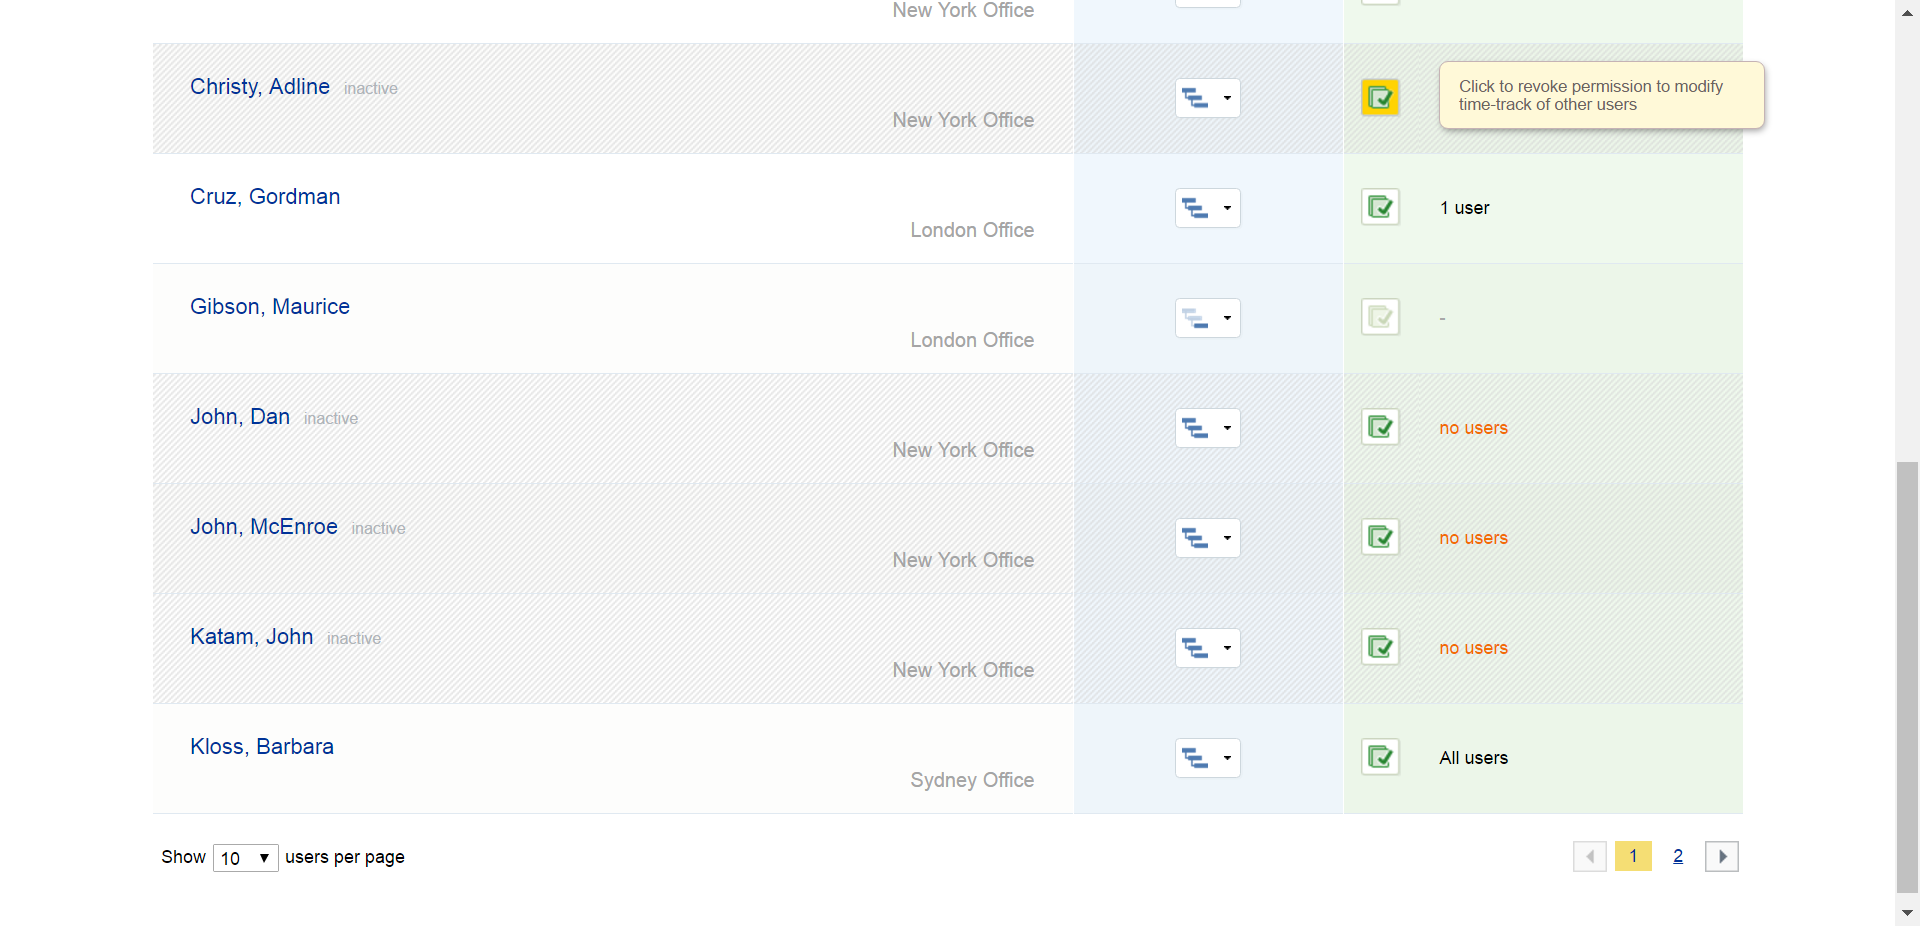 New York Office
Christy, Adline inactive
New York Office
Click to revoke permission to modify
time-track of other users
Cruz, Gordman
London Office
1 user
Gibson, Maurice
London Office
-
John, Dan inactive
New York Office
no users
John, McEnroe inactive
New York Office
no users
Katam, John inactive
New York Office
no users
Kloss, Barbara
Sydney Office
All users
Show 10 users per page
1 2